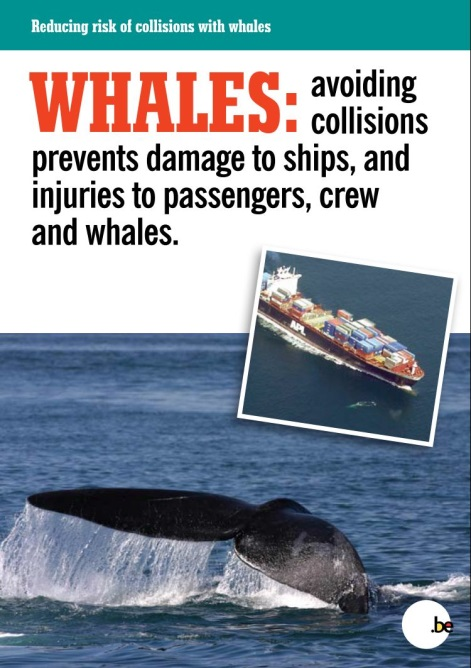 Reducing risk of collisions with whales
WHALES: avoiding
collisions
prevents damage to ships, and
injuries to passengers, crew
and whales.
APL
.be